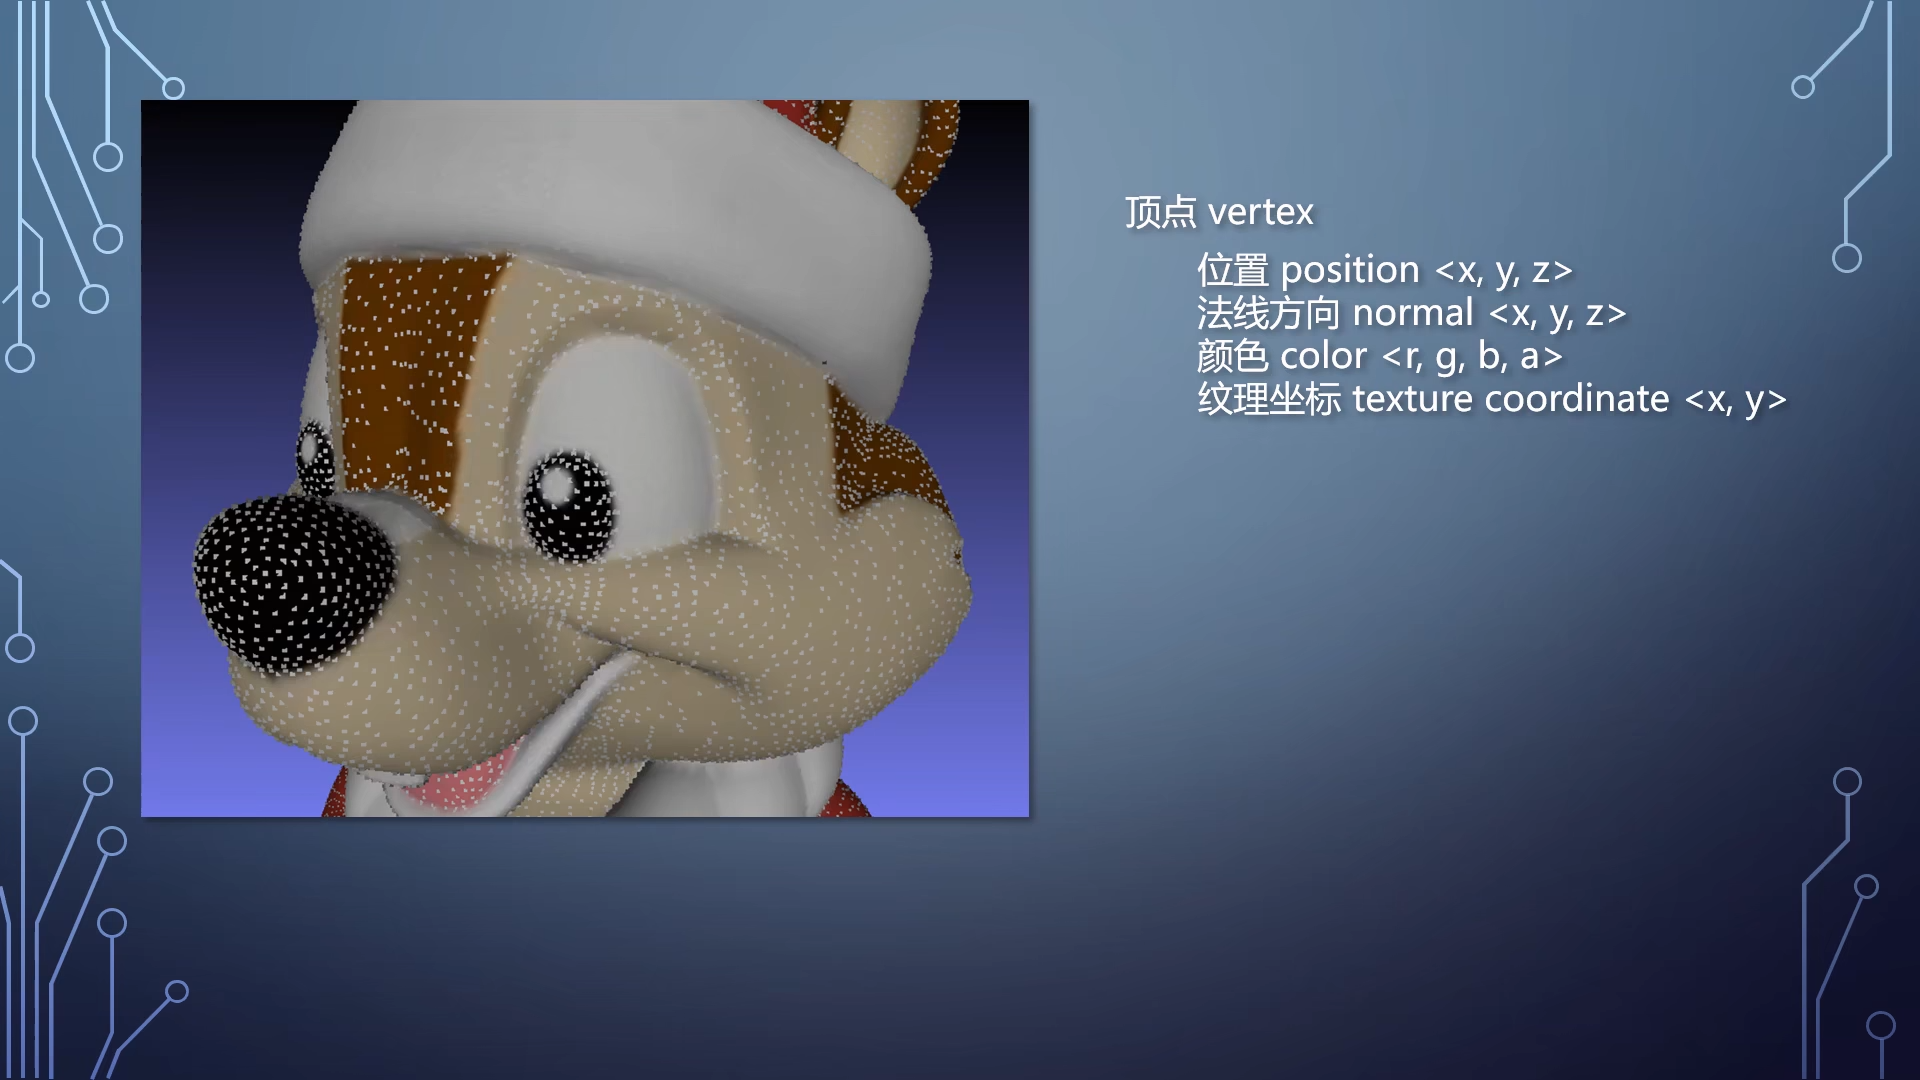 顶点 vertex
位置 position <x, y, z>
法线方向 normal <x, y, z>
颜色 color <r, g, b, a>
纹理坐标 texture coordinate <x, y>